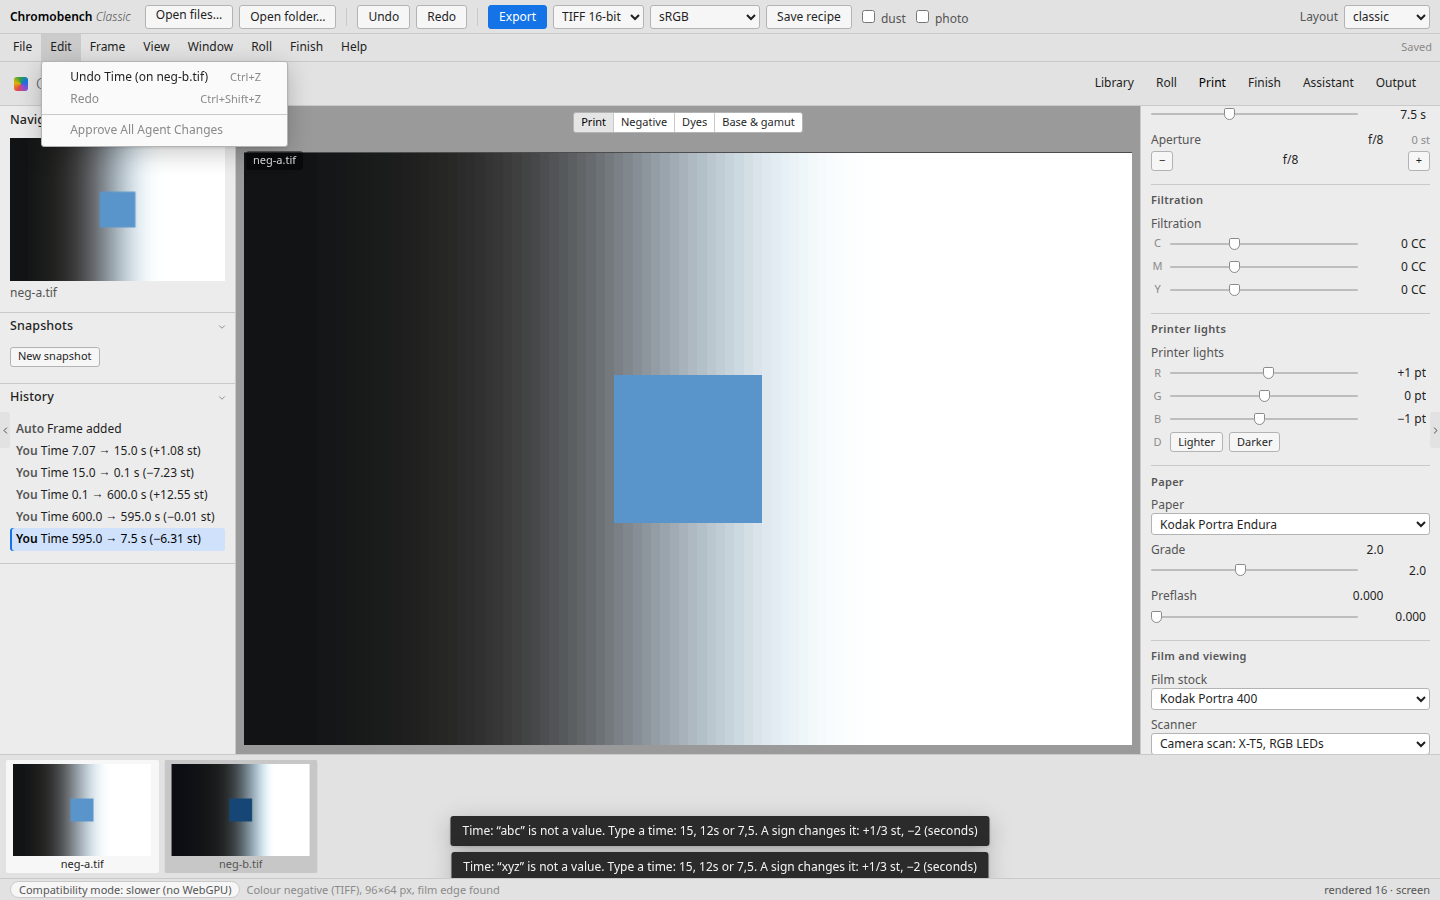 Chromobench Classic Open files... Open folder... Undo Redo Export TIFF 16-bit sRGB Save recipe dust photo Layout classic
File Edit Frame View Window Roll Finish Help Saved
Undo Time (on neg-b.tif) Ctrl+Z
Redo Ctrl+Shift+Z
Approve All Agent Changes
Library Roll Print Finish Assistant Output
Print Negative Dyes Base & gamut
neg-a.tif
neg-a.tif
Snapshots
New snapshot
History
Auto Frame added
You Time 7.07 → 15.0 s (+1.08 st)
You Time 15.0 → 0.1 s (−7.23 st)
You Time 0.1 → 600.0 s (+12.55 st)
You Time 600.0 → 595.0 s (−0.01 st)
You Time 595.0 → 7.5 s (−6.31 st)
7.5 s
Aperture f/8 0 st
− f/8 +
Filtration
Filtration
C 0 CC
M 0 CC
Y 0 CC
Printer lights
Printer lights
R +1 pt
G 0 pt
B −1 pt
D Lighter Darker
Paper
Paper
Kodak Portra Endura
Grade 2.0
2.0
Preflash 0.000
0.000
Film and viewing
Film stock
Kodak Portra 400
Scanner
Camera scan: X-T5, RGB LEDs
neg-a.tif neg-b.tif
Time: “abc” is not a value. Type a time: 15, 12s or 7,5. A sign changes it: +1/3 st, −2 (seconds)
Time: “xyz” is not a value. Type a time: 15, 12s or 7,5. A sign changes it: +1/3 st, −2 (seconds)
Compatibility mode: slower (no WebGPU) Colour negative (TIFF), 96×64 px, film edge found rendered 16 · screen